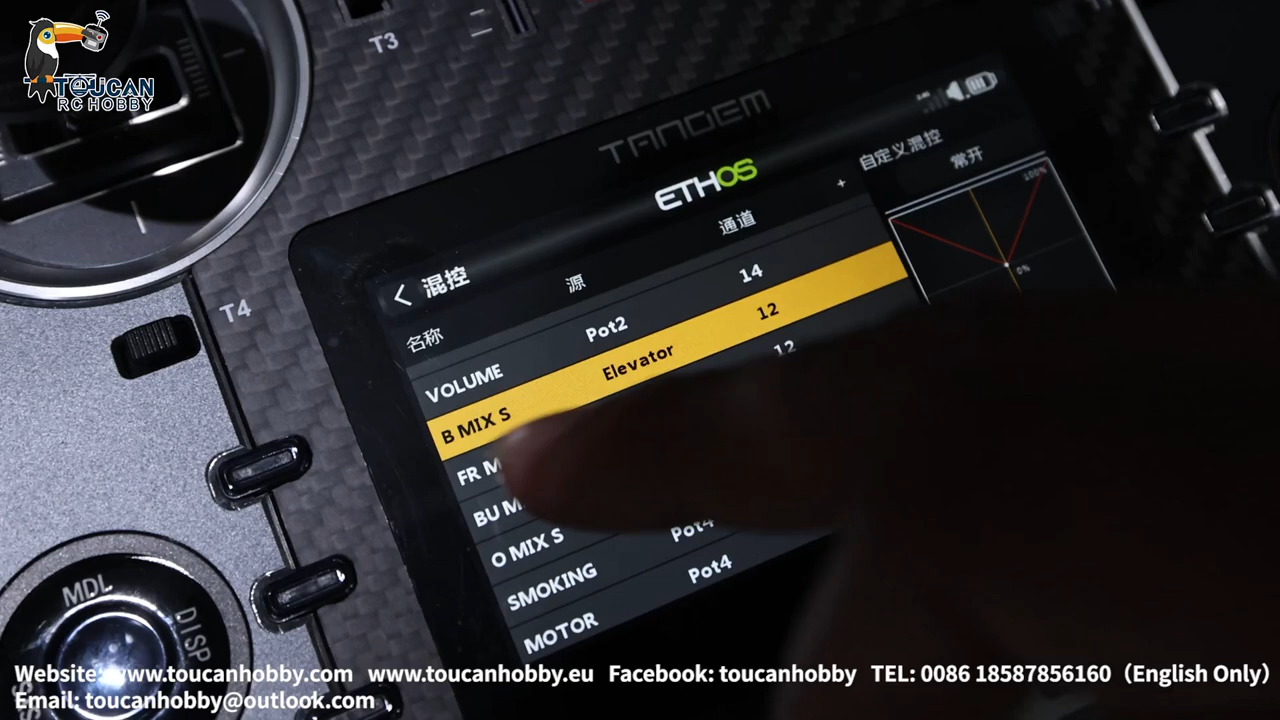 TOUCAN
RC HOBBY
T3
TANDEM
ETHOS
自定义混控
常开
100%
0%
+
混控
名称
源
通道
VOLUME
Pot2
14
B MIX S
Elevator
12
FR M
12
BU M
O MIX S
Pot4
SMOKING
Pot4
MOTOR
T4
MDL
DISP
Website: www.toucanhobby.com www.toucanhobby.eu Facebook: toucanhobby TEL: 0086 18587856160（English Only）
Email: toucanhobby@outlook.com